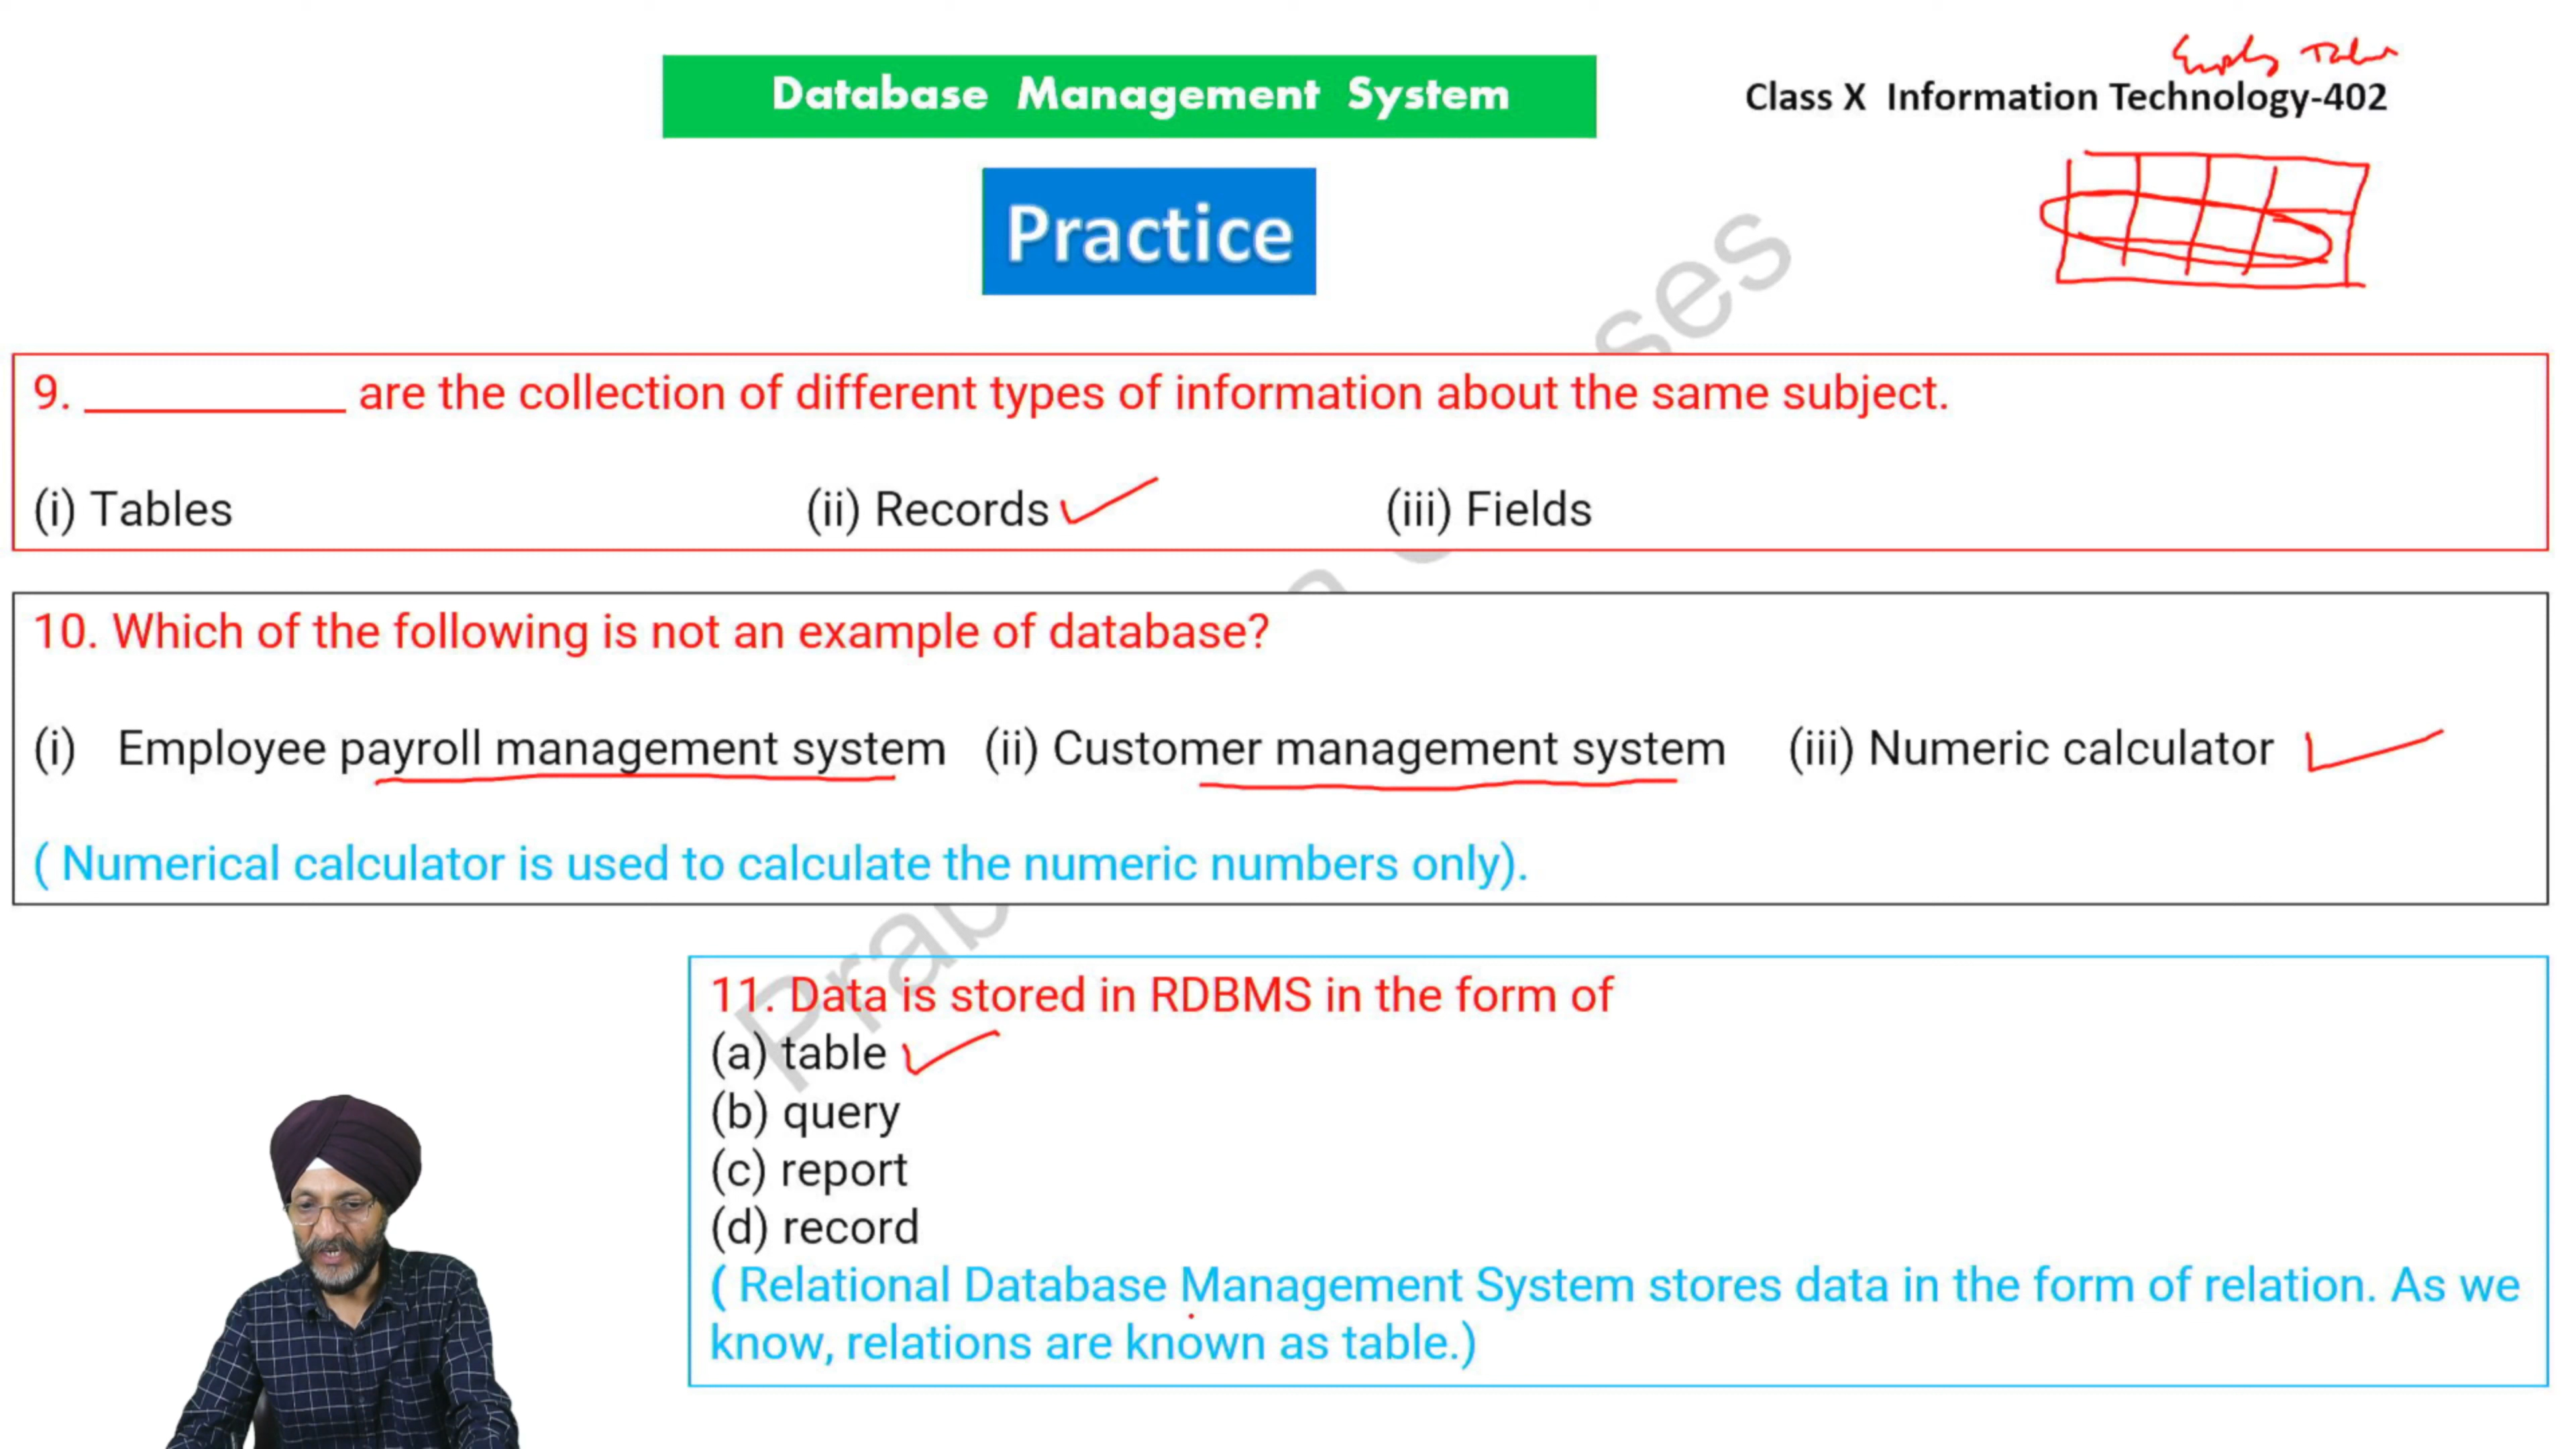 Database Management System
Class X Information Technology-402
Practice
9. __________ are the collection of different types of information about the same subject.
(i) Tables (ii) Records (iii) Fields
10. Which of the following is not an example of database?
(i) Employee payroll management system (ii) Customer management system (iii) Numeric calculator
( Numerical calculator is used to calculate the numeric numbers only).
11. Data is stored in RDBMS in the form of
(a) table
(b) query
(c) report
(d) record
( Relational Database Management System stores data in the form of relation. As we
know, relations are known as table.)